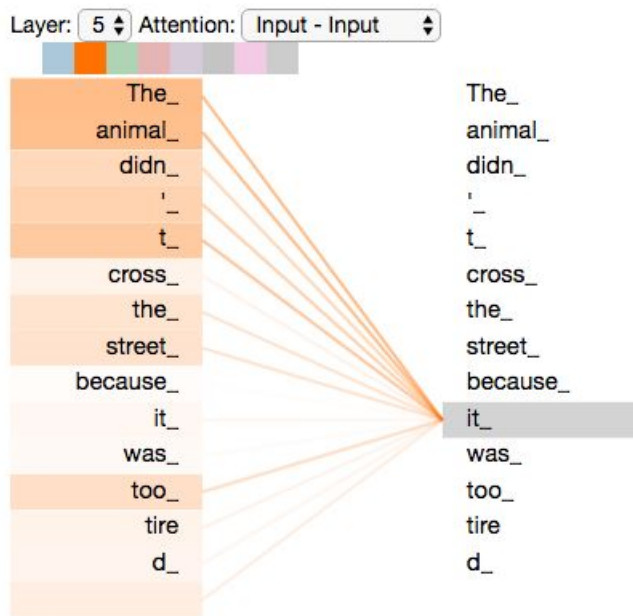 Layer: 5 Attention: Input - Input
The_ The_
animal_ animal_
didn_ didn_
'_ '_
t_ t_
cross_ cross_
the_ the_
street_ street_
because_ because_
it_ it_
was_ was_
too_ too_
tire tire
d_ d_